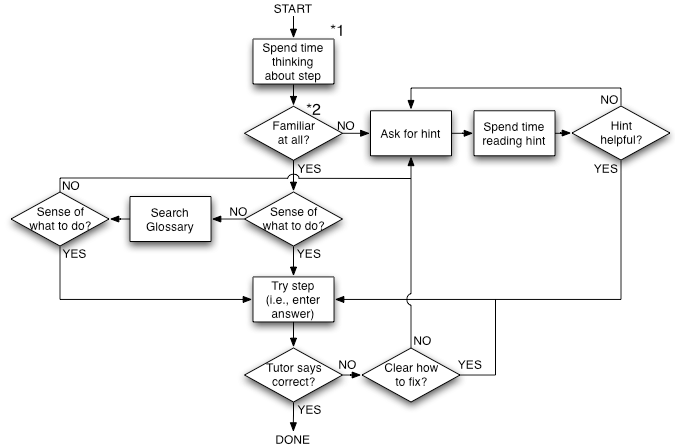 START
*1
Spend time
thinking
about step
*2
Familiar
at all?
NO
Ask for hint
Spend time
reading hint
NO
Hint
helpful?
YES
YES
NO
Sense of
what to do?
YES
Search
Glossary
NO
Sense of
what to do?
YES
Try step
(i.e., enter
answer)
Tutor says
correct?
NO
NO
Clear how
to fix?
YES
YES
DONE